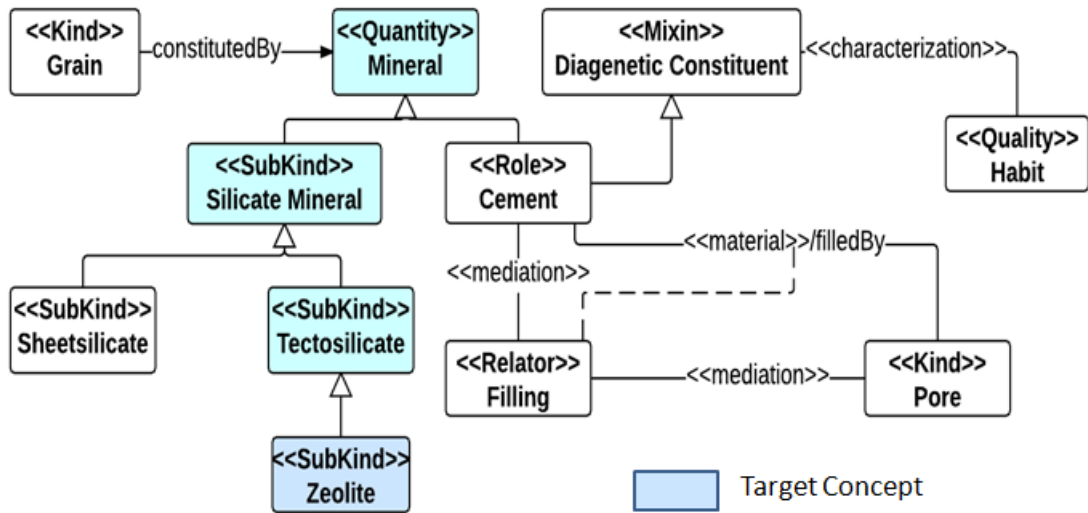 <<Kind>>
Grain
constitutedBy
<<Quantity>>
Mineral
<<Mixin>>
Diagenetic Constituent
<<characterization>>
<<Quality>>
Habit
<<SubKind>>
Silicate Mineral
<<Role>>
Cement
<<material>>/filledBy
<<mediation>>
<<SubKind>>
Sheetsilicate
<<SubKind>>
Tectosilicate
<<Relator>>
Filling
<<mediation>>
<<Kind>>
Pore
<<SubKind>>
Zeolite
Target Concept